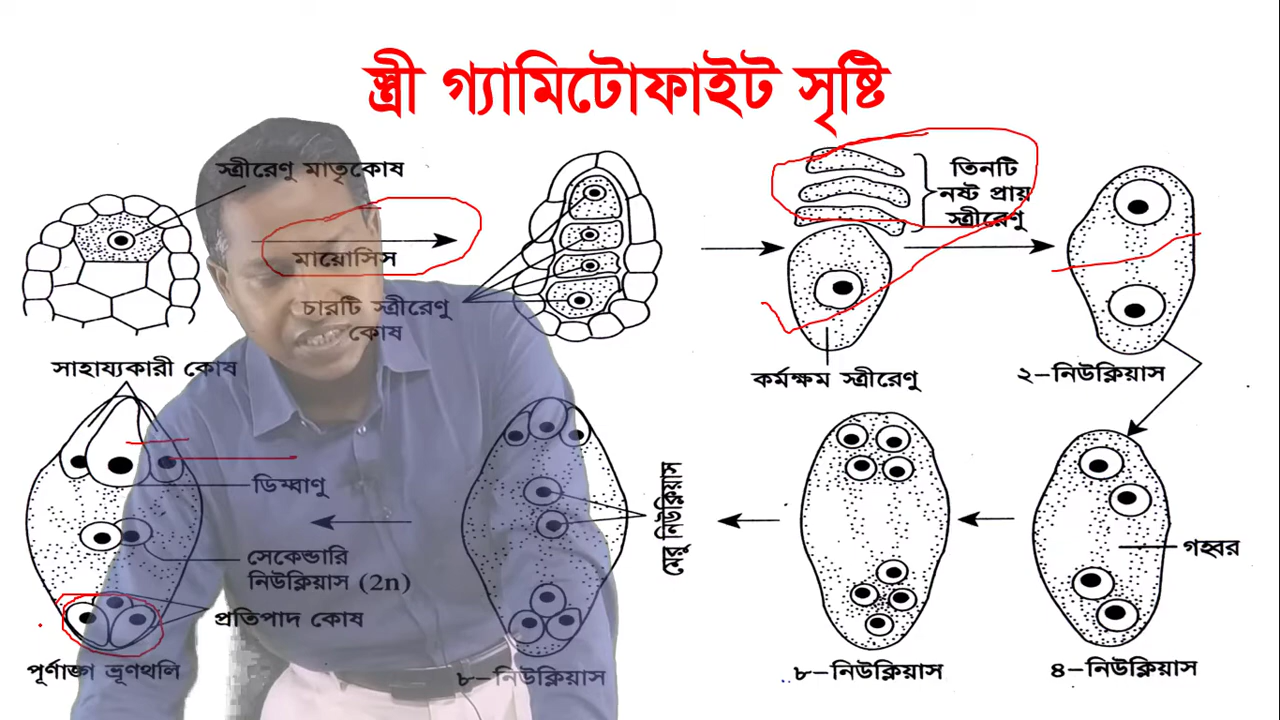 স্ত্রী গ্যামিটোফাইট সৃষ্টি
স্ত্রীরেণু মাতৃকোষ
মায়োসিস
চারটি স্ত্রীরেণু
কোষ
তিনটি
নষ্ট প্রায়
স্ত্রীরেণু
কর্মক্ষম স্ত্রীরেণু
২-নিউক্লিয়াস
সাহায্যকারী কোষ
ডিম্বাণু
সেকেন্ডারি
নিউক্লিয়াস (2n)
প্রতিপাদ কোষ
পূর্ণাঙ্গ ভ্রূণথলি
মেরু নিউক্লিয়াস
৮-নিউক্লিয়াস
৮-নিউক্লিয়াস
গহ্বর
৪-নিউক্লিয়াস